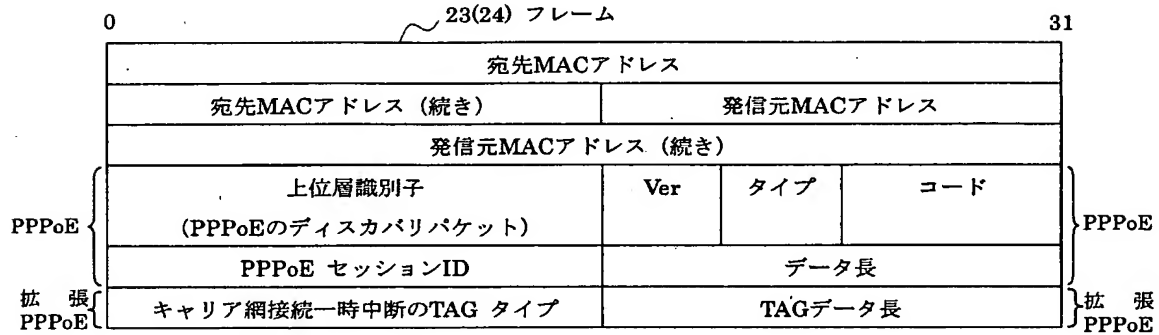 0 23(24) フレーム 31
宛先MACアドレス
宛先MACアドレス (続き) 発信元MACアドレス
発信元MACアドレス (続き)
PPPoE 上位層識別子 Ver タイプ コード PPPoE
(PPPoEのディスカバリパケット)
PPPoE セッションID データ長
拡張 PPPoE キャリア網接続一時中断のTAG タイプ TAGデータ長 拡張 PPPoE